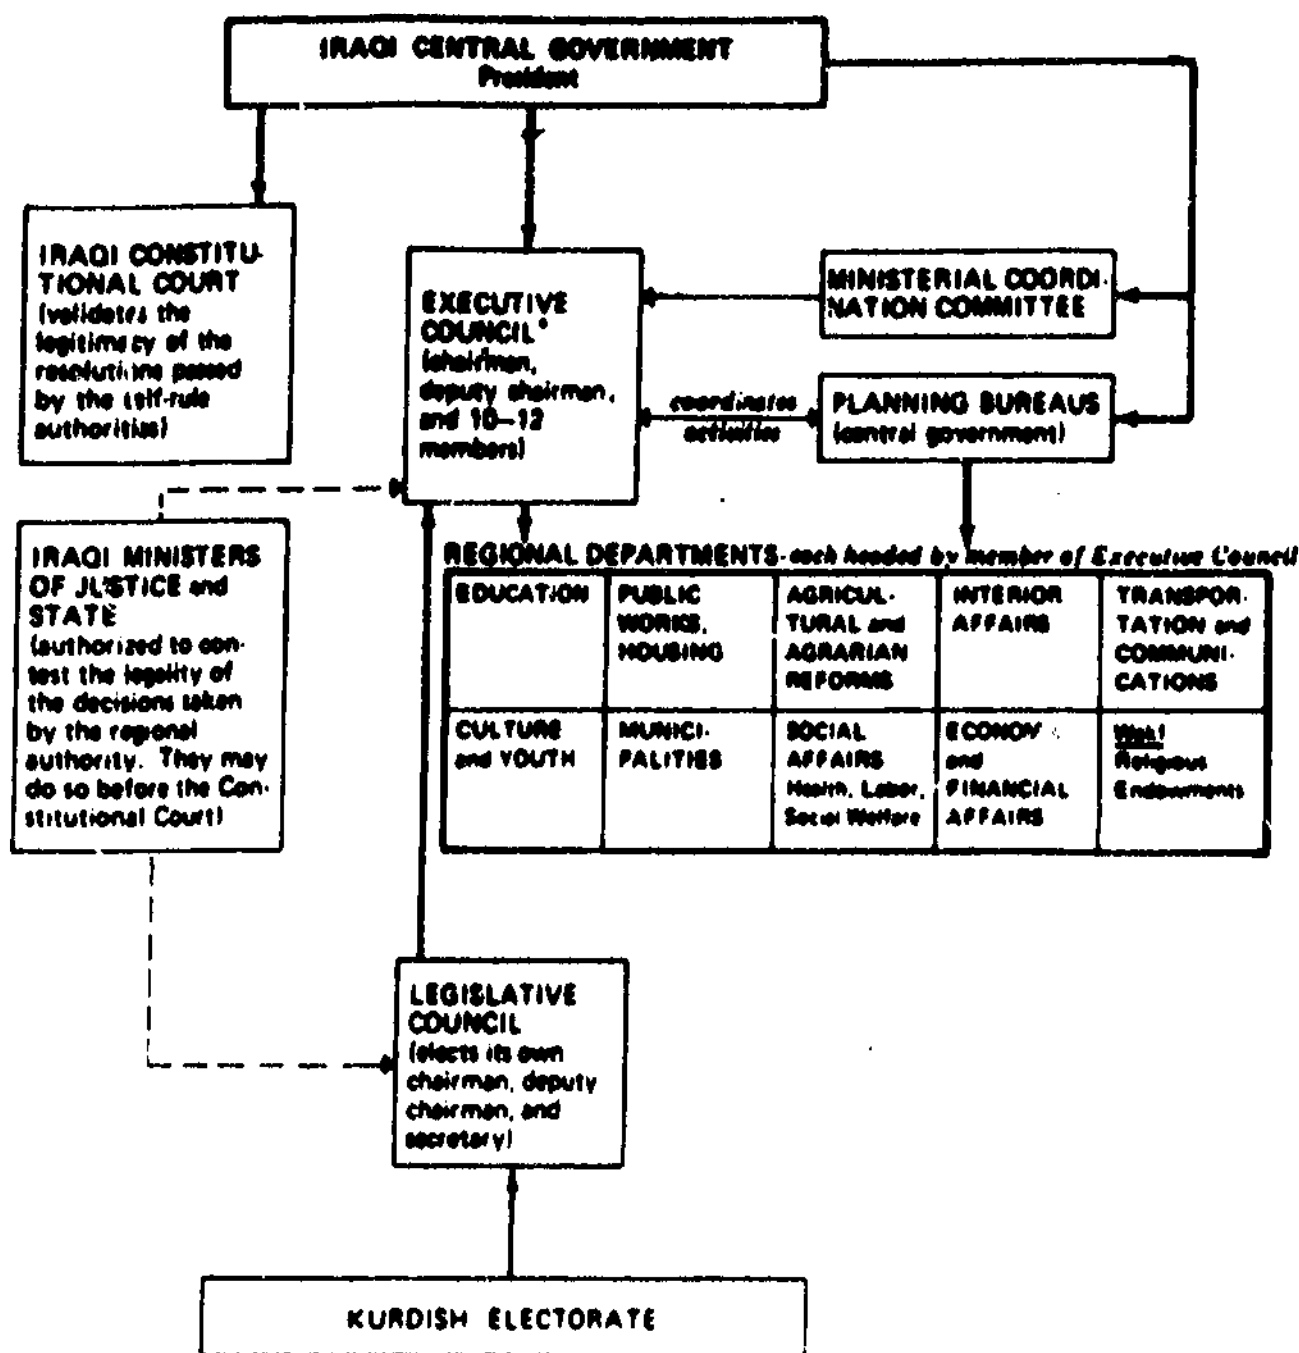 IRAQI CENTRAL GOVERNMENT
President
IRAQI CONSTITU-
TIONAL COURT
(validates the
legitimacy of the
resolutions passed
by the self-rule
authorities)
EXECUTIVE
COUNCIL*
(chairman,
deputy chairman,
and 10–12
members)
MINISTERIAL COORDI-
NATION COMMITTEE
coordinates
activities
PLANNING BUREAUS
(central government)
IRAQI MINISTERS
OF JUSTICE and
STATE
(authorized to con-
test the legality of
the decisions taken
by the regional
authority. They may
do so before the Con-
stitutional Court)
REGIONAL DEPARTMENTS-each headed by member of Executive Council
EDUCATION
PUBLIC
WORKS,
HOUSING
AGRICUL-
TURAL and
AGRARIAN
REFORMS
INTERIOR
AFFAIRS
TRANSPOR-
TATION and
COMMUNI-
CATIONS
CULTURE
and YOUTH
MUNICI-
PALITIES
SOCIAL
AFFAIRS
Health, Labor,
Social Welfare
ECONOMY
and
FINANCIAL
AFFAIRS
Religious
Endowments
LEGISLATIVE
COUNCIL
(elects its own
chairman, deputy
chairman, and
secretary)
KURDISH ELECTORATE